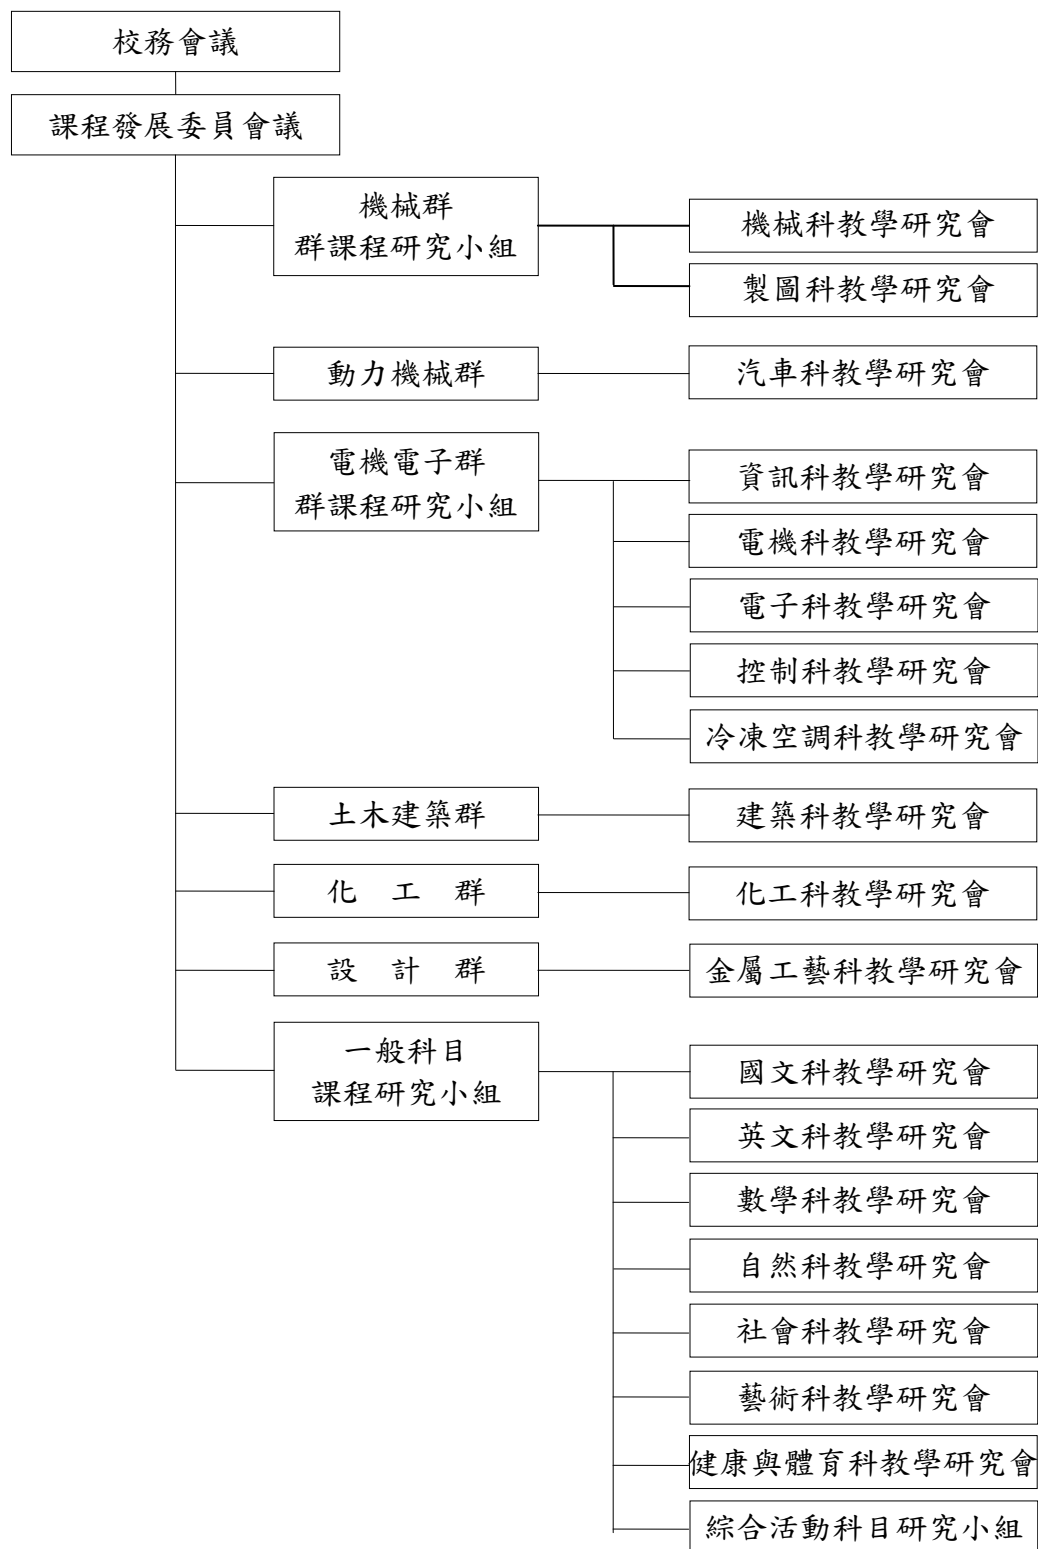 校務會議
課程發展委員會議
機械群
群課程研究小組
機械科教學研究會
製圖科教學研究會
動力機械群
汽車科教學研究會
電機電子群
群課程研究小組
資訊科教學研究會
電機科教學研究會
電子科教學研究會
控制科教學研究會
冷凍空調科教學研究會
土木建築群
建築科教學研究會
化　工　群
化工科教學研究會
設　計　群
金屬工藝科教學研究會
一般科目
課程研究小組
國文科教學研究會
英文科教學研究會
數學科教學研究會
自然科教學研究會
社會科教學研究會
藝術科教學研究會
健康與體育科教學研究會
綜合活動科目研究小組